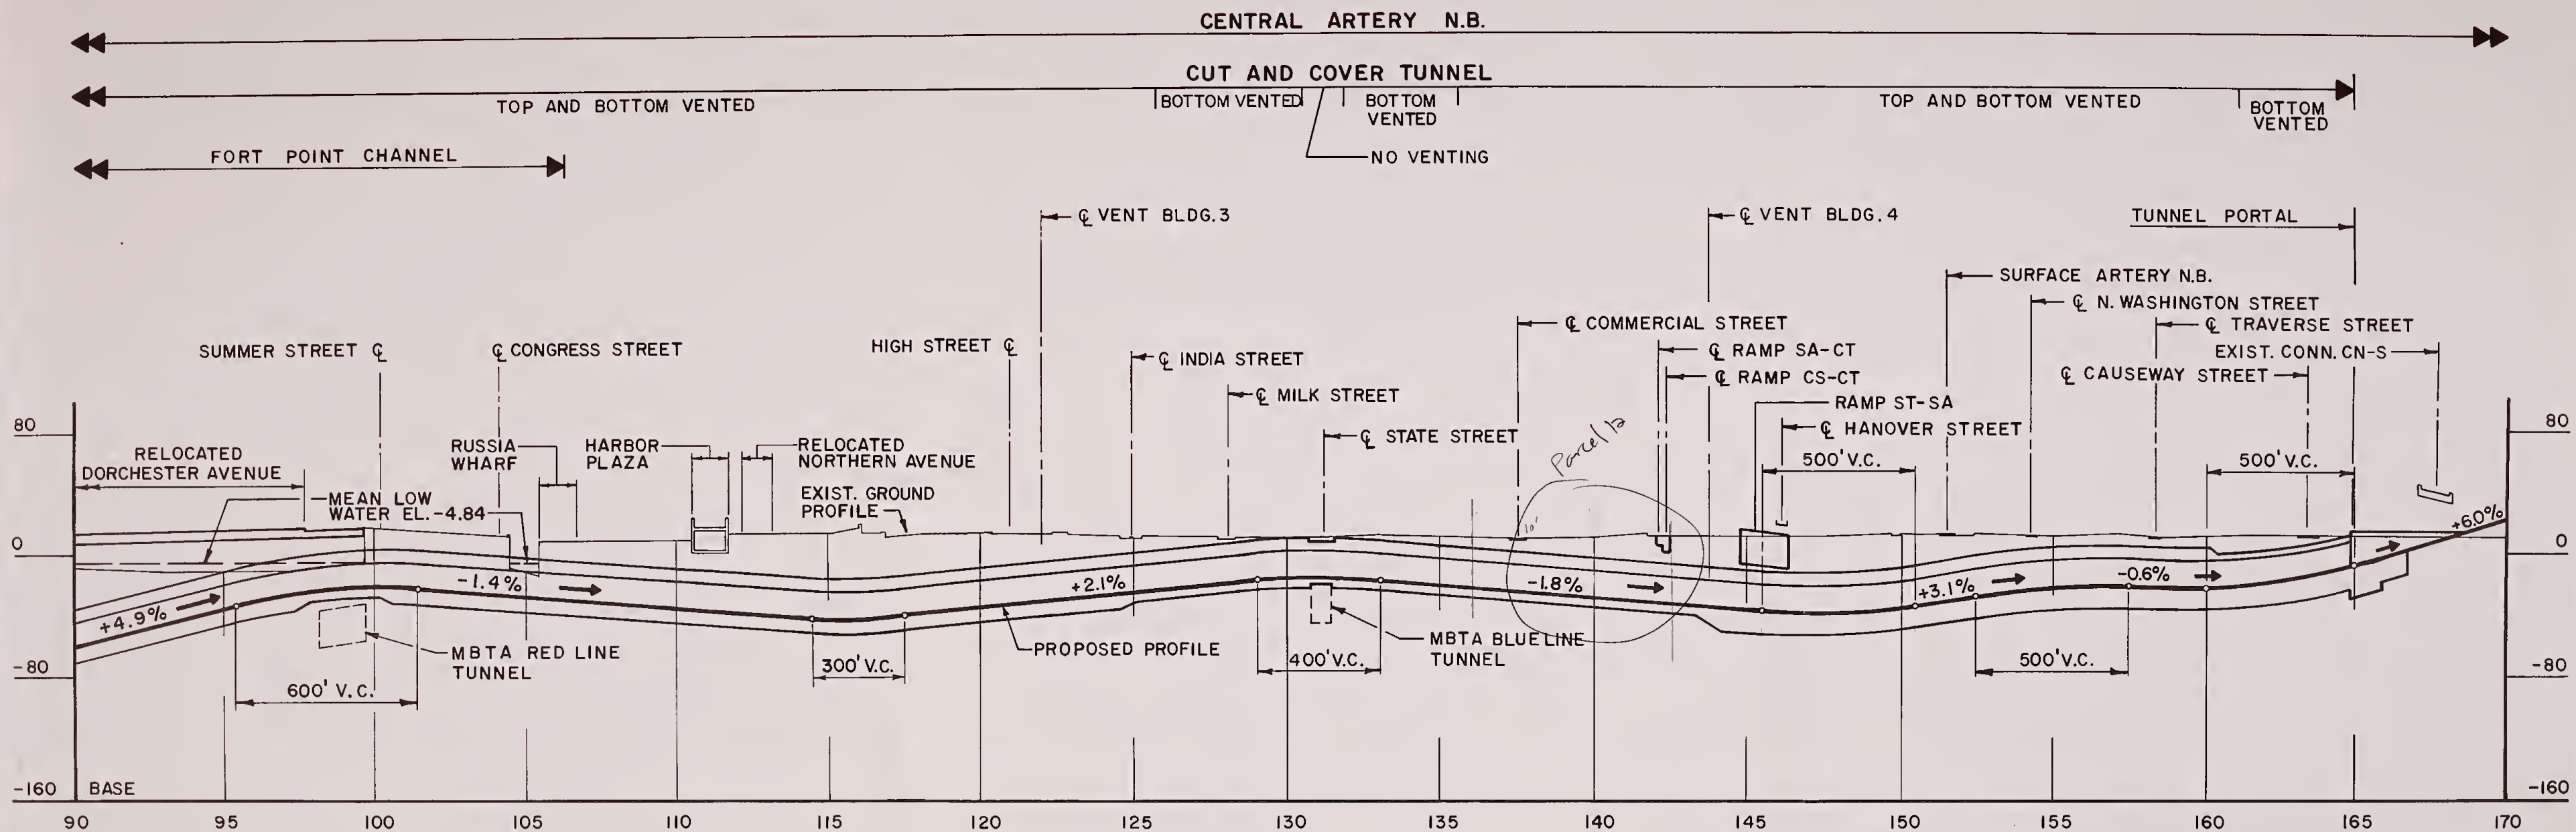 CENTRAL ARTERY N.B.
CUT AND COVER TUNNEL
TOP AND BOTTOM VENTED
BOTTOM VENTED
BOTTOM
VENTED
TOP AND BOTTOM VENTED
BOTTOM
VENTED
FORT POINT CHANNEL
NO VENTING
℄ VENT BLDG. 3
℄ VENT BLDG. 4
TUNNEL PORTAL
SURFACE ARTERY N.B.
℄ N. WASHINGTON STREET
℄ COMMERCIAL STREET
℄ TRAVERSE STREET
SUMMER STREET ℄
℄ CONGRESS STREET
HIGH STREET ℄
℄ INDIA STREET
℄ RAMP SA-CT
EXIST. CONN. CN-S
℄ RAMP CS-CT
℄ CAUSEWAY STREET
℄ MILK STREET
RAMP ST-SA
℄ STATE STREET
℄ HANOVER STREET
Parcel 12
80
80
RELOCATED
DORCHESTER AVENUE
RUSSIA
WHARF
HARBOR
PLAZA
RELOCATED
NORTHERN AVENUE
500' V.C.
500' V.C.
MEAN LOW
WATER EL. -4.84
EXIST. GROUND
PROFILE
10'
+6.0%
0
0
+4.9%
-1.4%
+2.1%
-1.8%
+3.1%
-0.6%
MBTA RED LINE
TUNNEL
PROPOSED PROFILE
MBTA BLUE LINE
TUNNEL
-80
-80
600' V.C.
300' V.C.
400' V.C.
500' V.C.
-160
BASE
-160
90 95 100 105 110 115 120 125 130 135 140 145 150 155 160 165 170